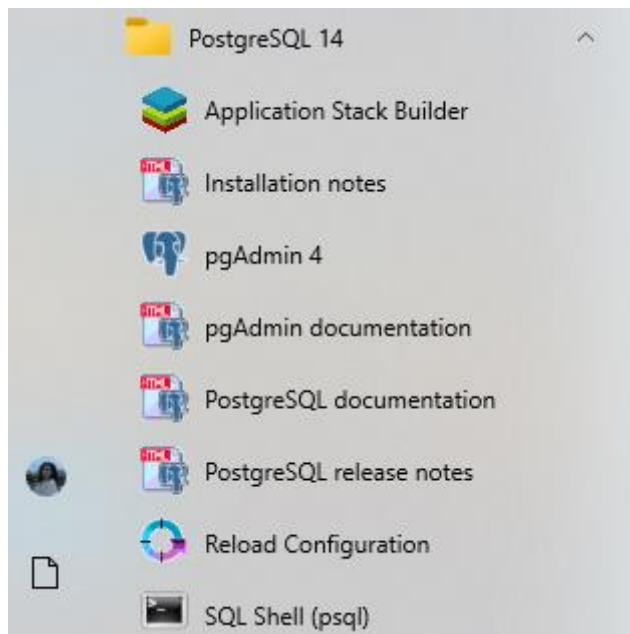 PostgreSQL 14
Application Stack Builder
Installation notes
pgAdmin 4
pgAdmin documentation
PostgreSQL documentation
PostgreSQL release notes
Reload Configuration
SQL Shell (psql)